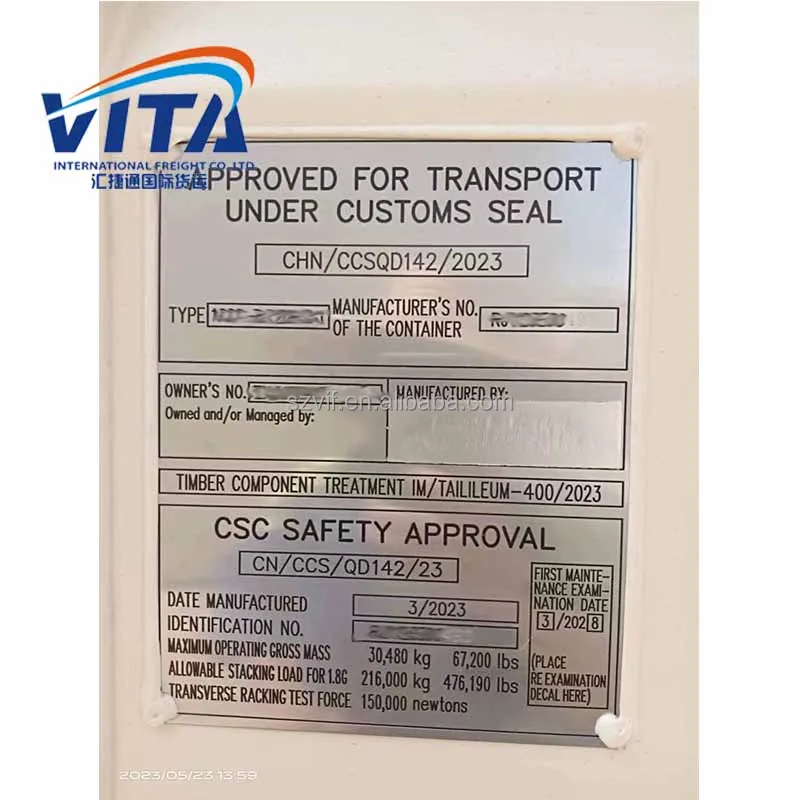 VITA
INTERNATIONAL FREIGHT CO. LTD.
汇捷通国际货运
APPROVED FOR TRANSPORT
UNDER CUSTOMS SEAL
CHN/CCSQD142/2023
TYPE
MANUFACTURER'S NO.
OF THE CONTAINER
OWNER'S NO.
Owned and/or Managed by:
MANUFACTURED BY:
szvif.en.alibaba.com
TIMBER COMPONENT TREATMENT IM/TAILILEUM-400/2023
CSC SAFETY APPROVAL
CN/CCS/QD142/23
DATE MANUFACTURED 3/2023
IDENTIFICATION NO.
MAXIMUM OPERATING GROSS MASS 30,480 kg 67,200 lbs
ALLOWABLE STACKING LOAD FOR 1.8G 216,000 kg 476,190 lbs
TRANSVERSE RACKING TEST FORCE 150,000 newtons
FIRST MAINTE-
NANCE EXAMI-
NATION DATE
3/2028
(PLACE
RE EXAMINATION
DECAL HERE)
2023/05/23 13:59